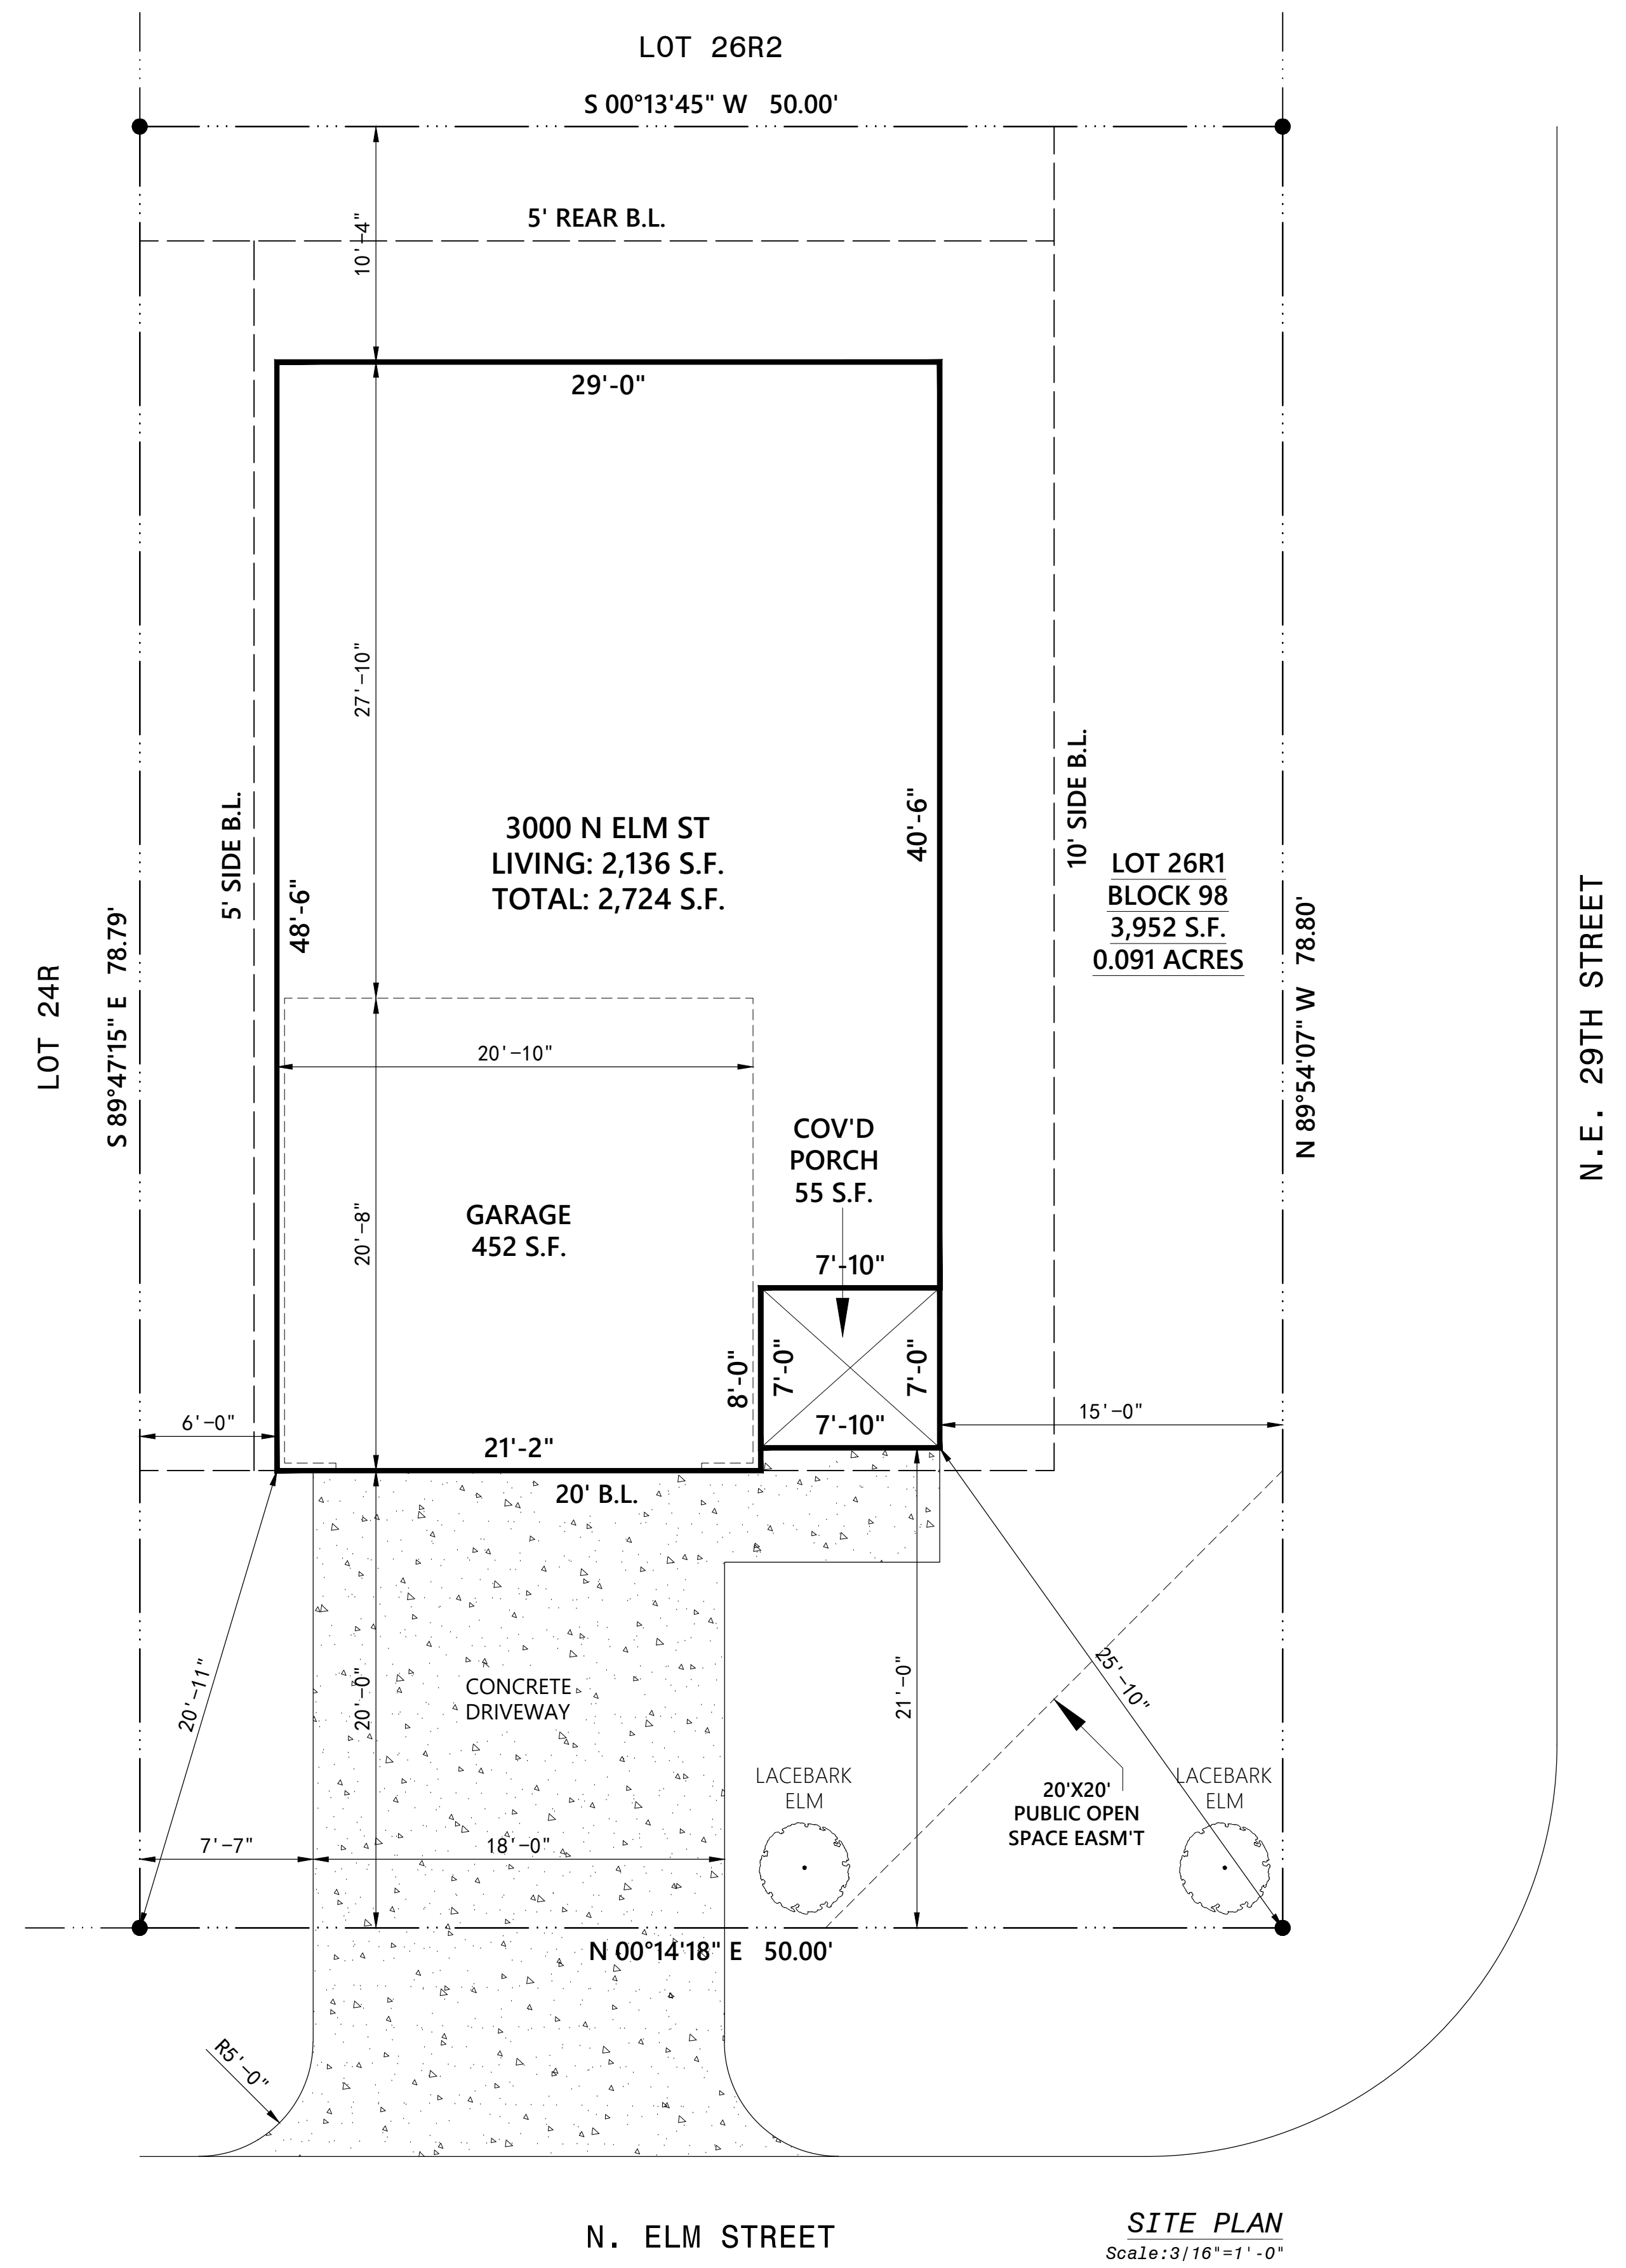 LOT 26R2
S 00°13'45" W 50.00'
5' REAR B.L.
10'-4"
29'-0"
27'-10"
40'-6"
10' SIDE B.L.
5' SIDE B.L.
48'-6"
3000 N ELM ST
LIVING: 2,136 S.F.
TOTAL: 2,724 S.F.
LOT 26R1
BLOCK 98
3,952 S.F.
0.091 ACRES
LOT 24R
S 89°47'15" E 78.79'
N 89°54'07" W 78.80'
N.E. 29TH STREET
20'-10"
COV'D
PORCH
55 S.F.
GARAGE
452 S.F.
20'-8"
7'-10"
8'-0"
7'-0"
7'-0"
7'-10"
6'-0"
15'-0"
21'-2"
20' B.L.
20'-11"
20'-0"
CONCRETE
DRIVEWAY
21'-0"
25'-10"
LACEBARK
ELM
20'X20'
PUBLIC OPEN
SPACE EASM'T
LACEBARK
ELM
7'-7"
18'-0"
N 00°14'18" E 50.00'
R5'-0"
N. ELM STREET
SITE PLAN
Scale:3/16"=1'-0"